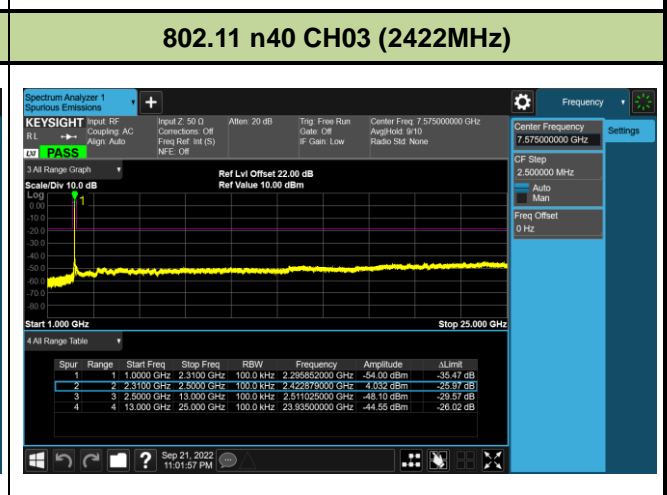 802.11 n40 CH03 (2422MHz)
Spectrum Analyzer 1
Spurious Emissions
Frequency
KEYSIGHT Input: RF Input Z: 50 Ω Atten: 20 dB Trig: Free Run Center Freq: 7.575000000 GHz
RL Coupling: AC Corrections: Off Gate: Off Avg|Hold: 9/10
Align: Auto Freq Ref: Int (S) IF Gain: Low Radio Std: None
LXI PASS NFE: Off
Center Frequency
7.575000000 GHz
Settings
CF Step
2.500000 MHz
Auto
Man
Freq Offset
0 Hz
3 All Range Graph
Ref Lvl Offset 22.00 dB
Scale/Div 10.0 dB Ref Value 10.00 dBm
Log
1
0.00
-10.0
-20.0
-30.0
-40.0
-50.0
-60.0
-70.0
-80.0
Start 1.000 GHz Stop 25.000 GHz
4 All Range Table
Spur Range Start Freq Stop Freq RBW Frequency Amplitude ΔLimit
1 1 1.0000 GHz 2.3100 GHz 100.0 kHz 2.295852000 GHz -54.00 dBm -35.47 dB
2 2 2.3100 GHz 2.5000 GHz 100.0 kHz 2.422879000 GHz 4.032 dBm -25.97 dB
3 3 2.5000 GHz 13.000 GHz 100.0 kHz 2.511025000 GHz -48.10 dBm -29.57 dB
4 4 13.000 GHz 25.000 GHz 100.0 kHz 23.93500000 GHz -44.55 dBm -26.02 dB
Sep 21, 2022
11:01:57 PM